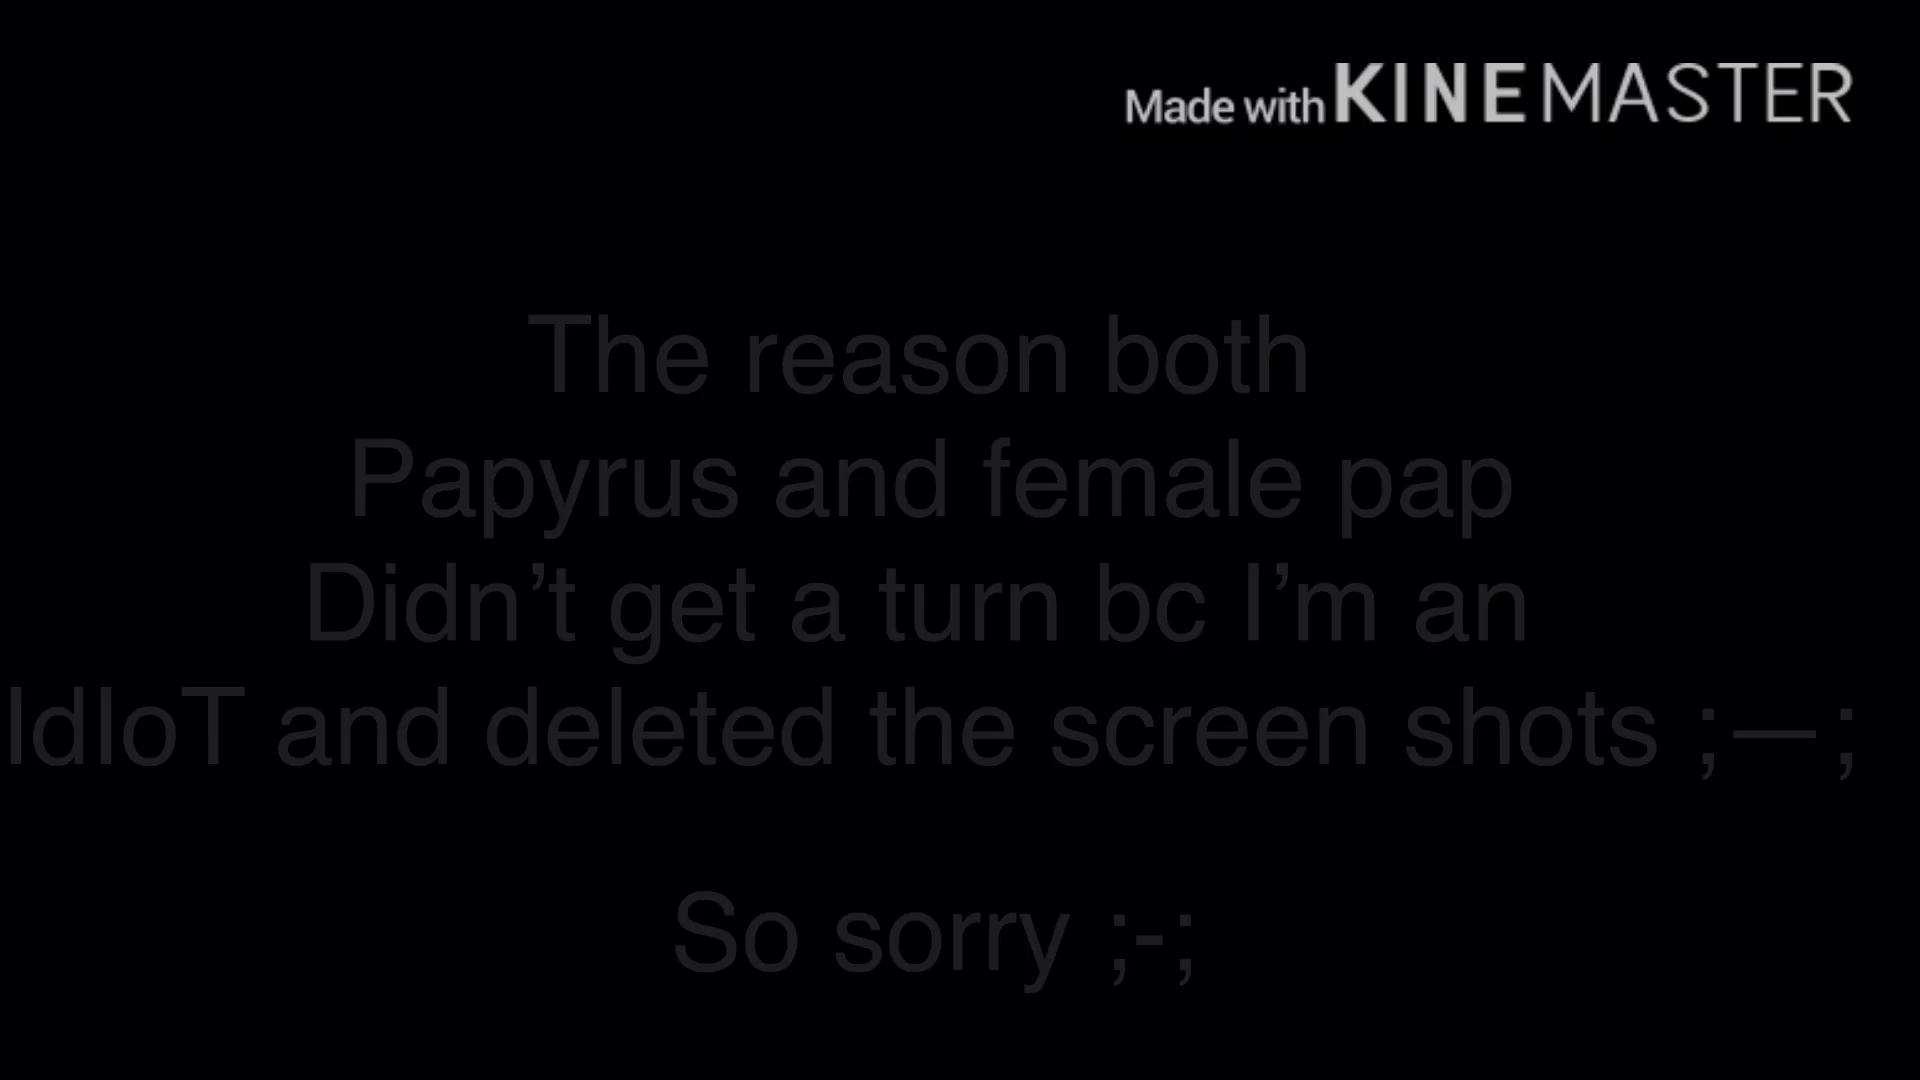 Made with KINEMASTER
The reason both
Papyrus and female pap
Didn’t get a turn bc I’m an
IdIoT and deleted the screen shots ;—;
So sorry ;-;